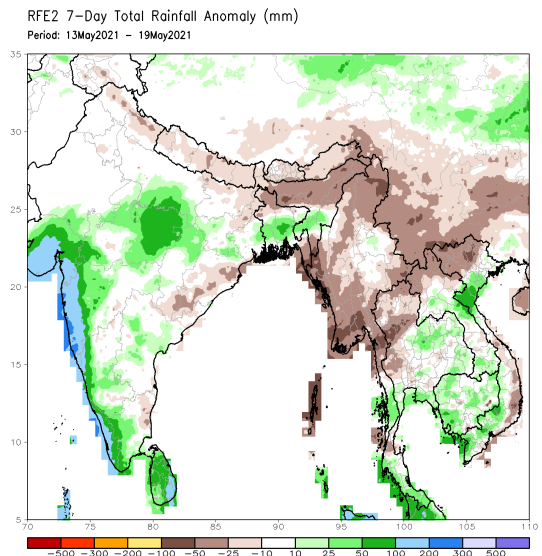 RFE2 7-Day Total Rainfall Anomaly (mm)
Period: 13May2021 - 19May2021
35
30
25
20
15
10
5
70 75 80 85 90 95 100 105 110
-500 -300 -200 -100 -50 -25 -10 10 25 50 100 200 300 500